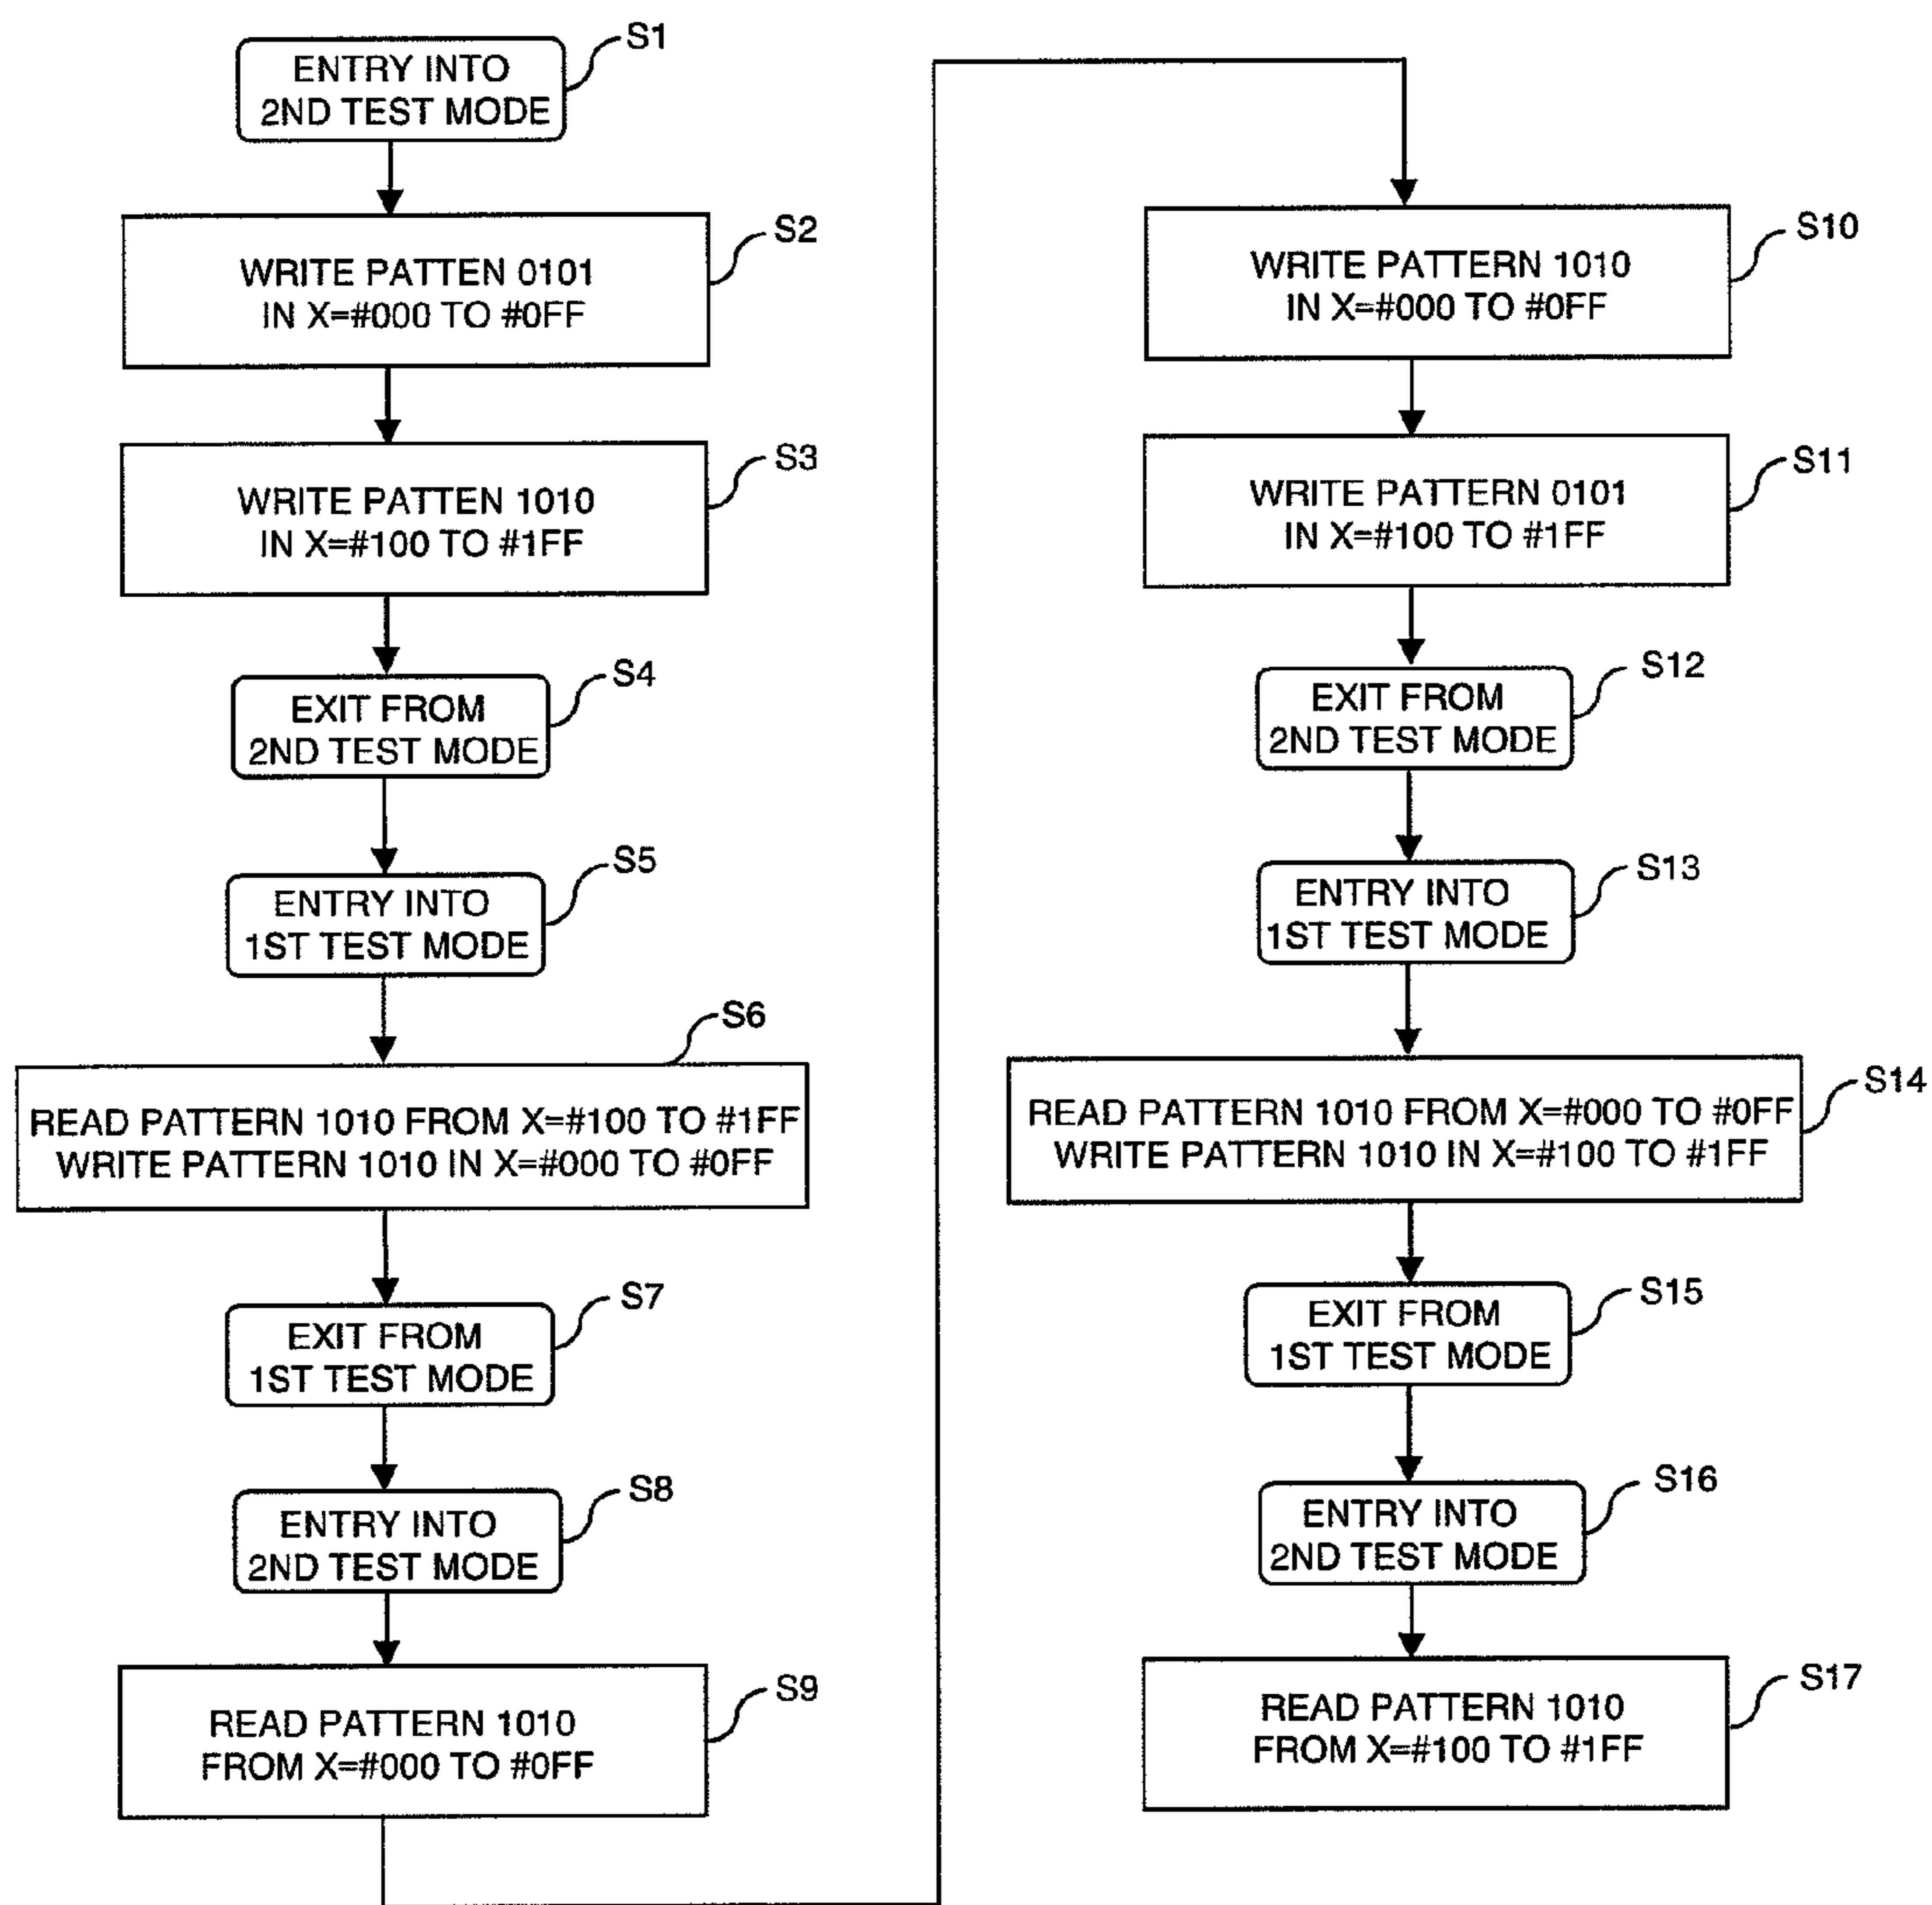 S1
ENTRY INTO
2ND TEST MODE
S2
WRITE PATTEN 0101
IN X=#000 TO #0FF
S3
WRITE PATTEN 1010
IN X=#100 TO #1FF
S4
EXIT FROM
2ND TEST MODE
S5
ENTRY INTO
1ST TEST MODE
S6
READ PATTERN 1010 FROM X=#100 TO #1FF
WRITE PATTERN 1010 IN X=#000 TO #0FF
S7
EXIT FROM
1ST TEST MODE
S8
ENTRY INTO
2ND TEST MODE
S9
READ PATTERN 1010
FROM X=#000 TO #0FF
S10
WRITE PATTERN 1010
IN X=#000 TO #0FF
S11
WRITE PATTERN 0101
IN X=#100 TO #1FF
S12
EXIT FROM
2ND TEST MODE
S13
ENTRY INTO
1ST TEST MODE
S14
READ PATTERN 1010 FROM X=#000 TO #0FF
WRITE PATTERN 1010 IN X=#100 TO #1FF
S15
EXIT FROM
1ST TEST MODE
S16
ENTRY INTO
2ND TEST MODE
S17
READ PATTERN 1010
FROM X=#100 TO #1FF